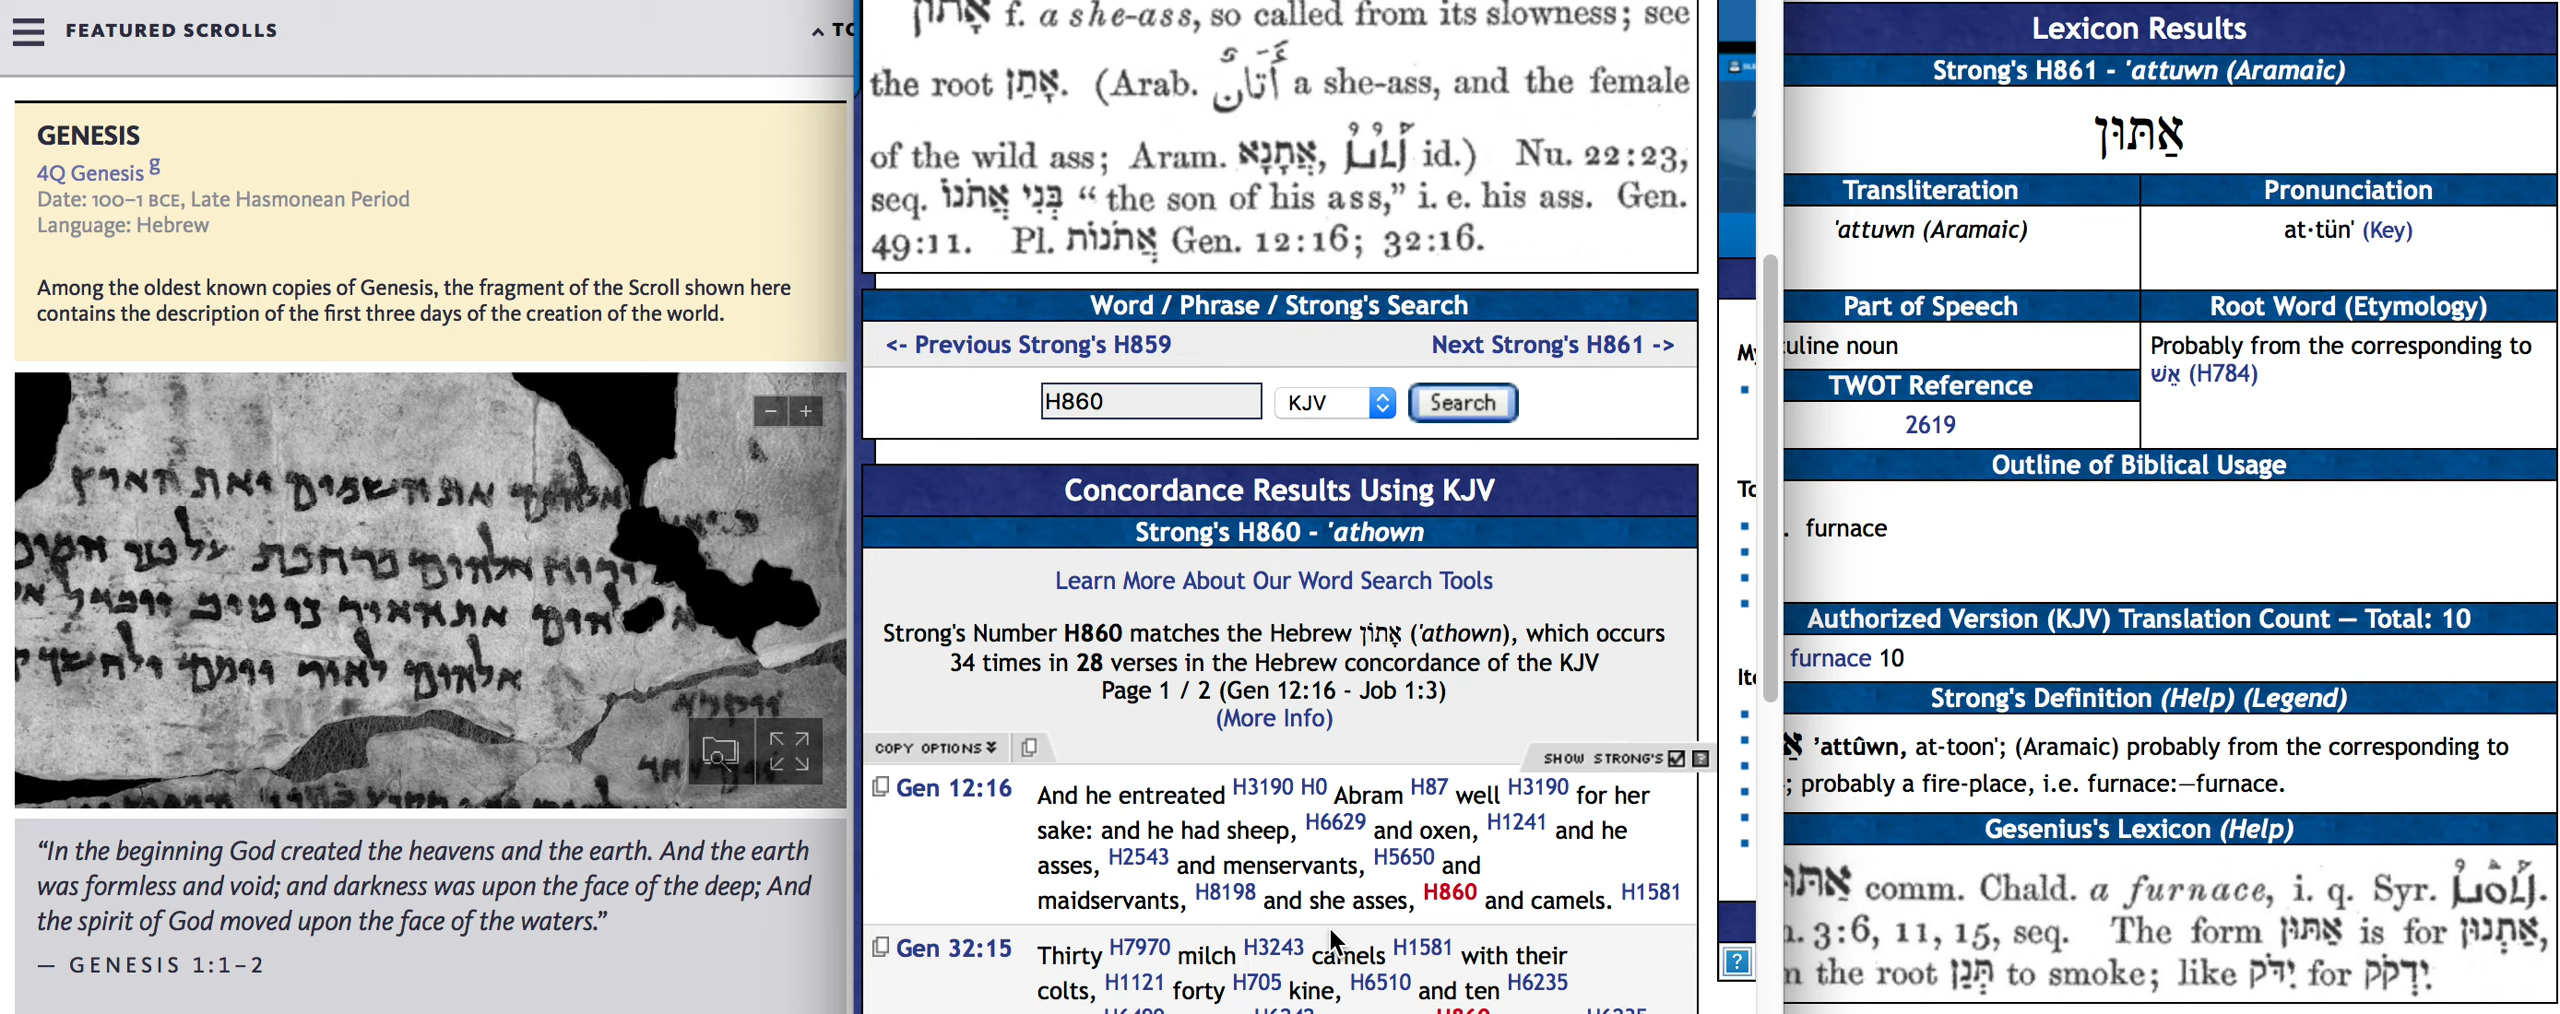 FEATURED SCROLLS
GENESIS
4Q Genesis g
Date: 100–1 BCE, Late Hasmonean Period
Language: Hebrew
Among the oldest known copies of Genesis, the fragment of the Scroll shown here
contains the description of the first three days of the creation of the world.
אלוהים את השמים ואת הארץ
“In the beginning God created the heavens and the earth. And the earth
was formless and void; and darkness was upon the face of the deep; And
the spirit of God moved upon the face of the waters.”
— GENESIS 1:1–2
אָתוֹן f. a she-ass, so called from its slowness; see
the root אָתַן. (Arab. أَتَانٌ a she-ass, and the female
of the wild ass; Aram. אֲתָנָא, id.) Nu. 22:23,
seq. בְּנִי אֲתֹנוֹ “the son of his ass,” i. e. his ass. Gen.
49:11. Pl. אֲתֹנוֹת Gen. 12:16; 32:16.
Word / Phrase / Strong's Search
<- Previous Strong's H859 Next Strong's H861 ->
H860 KJV Search
Concordance Results Using KJV
Strong's H860 - 'athown
Learn More About Our Word Search Tools
Strong's Number H860 matches the Hebrew אָתוֹן ('athown), which occurs
34 times in 28 verses in the Hebrew concordance of the KJV
Page 1 / 2 (Gen 12:16 - Job 1:3)
(More Info)
COPY OPTIONS
SHOW STRONG'S
Gen 12:16 And he entreated H3190 H0 Abram H87 well H3190 for her
sake: and he had sheep, H6629 and oxen, H1241 and he
asses, H2543 and menservants, H5650 and
maidservants, H8198 and she asses, H860 and camels. H1581
Gen 32:15 Thirty H7970 milch H3243 camels H1581 with their
colts, H1121 forty H705 kine, H6510 and ten H6235
Lexicon Results
Strong's H861 - 'attuwn (Aramaic)
אַתּוּן
Transliteration Pronunciation
'attuwn (Aramaic) at·tün' (Key)
Part of Speech Root Word (Etymology)
uline noun Probably from the corresponding to
אֵשׁ (H784)
TWOT Reference
2619
Outline of Biblical Usage
furnace
Authorized Version (KJV) Translation Count — Total: 10
furnace 10
Strong's Definition (Help) (Legend)
’attûwn, at-toon'; (Aramaic) probably from the corresponding to
; probably a fire-place, i.e. furnace:—furnace.
Gesenius's Lexicon (Help)
comm. Chald. a furnace, i. q. Syr.
3:6, 11, 15, seq. The form אַתּוּן is for אַתְנוּן,
the root תְּנַן to smoke; like יִדֹּק for יִדְקֹק.